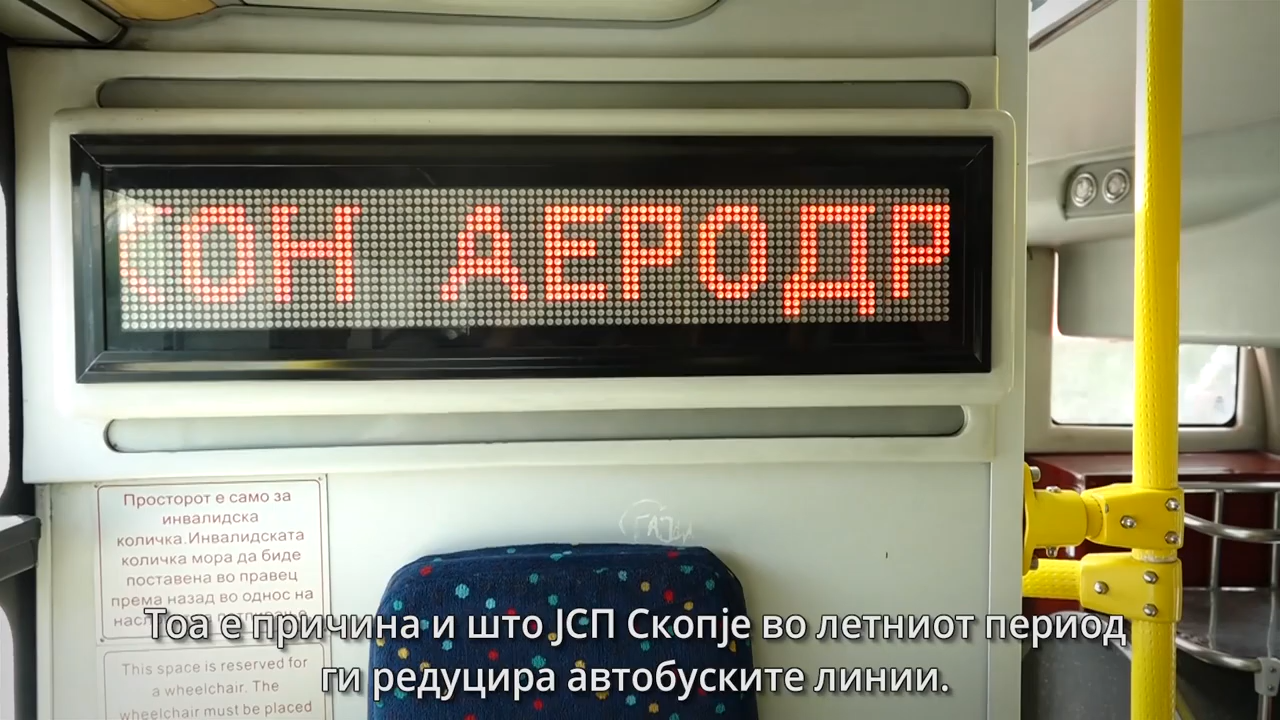 ОН АЕРОДР
Просторот е само за
инвалидска
количка.Инвалидската
количка мора да биде
поставена во правец
према назад во однос на
Тоа е причина и што ЈСП Скопје во летниот период
ги редуцира автобуските линии.
This space is reserved for
a wheelchair. The
wheelchair must be placed